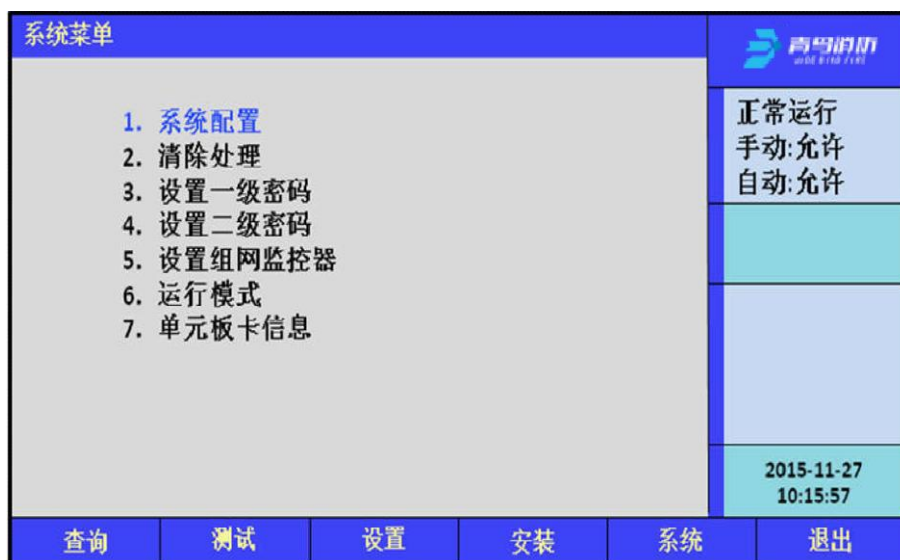 系统菜单
青鸟消防
1. 系统配置
2. 清除处理
3. 设置一级密码
4. 设置二级密码
5. 设置组网监控器
6. 运行模式
7. 单元板卡信息
正常运行
手动:允许
自动:允许
2015-11-27
10:15:57
查询 测试 设置 安装 系统 退出